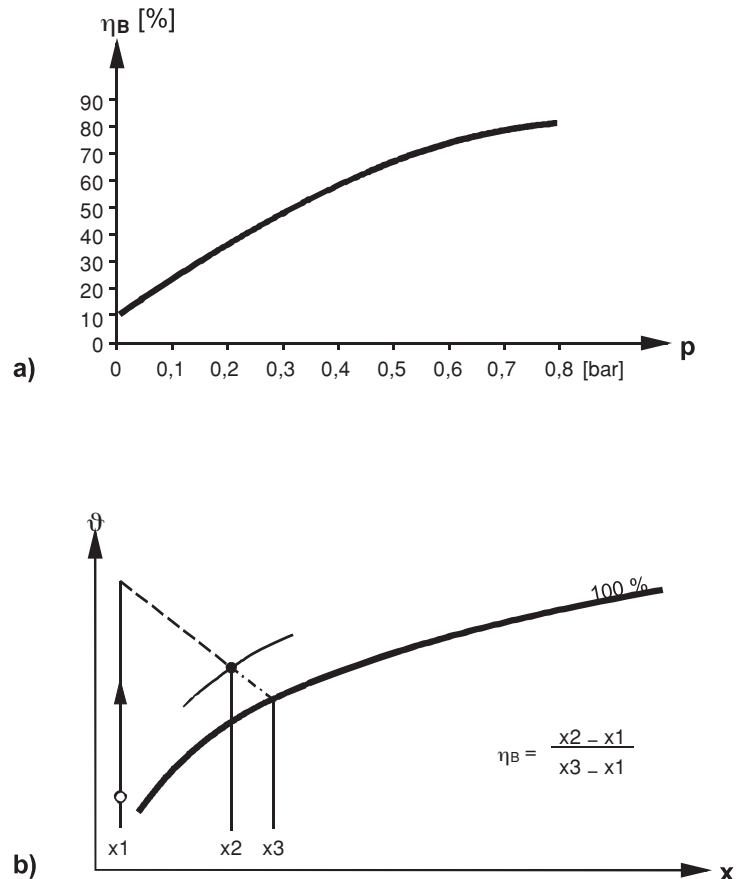 ηB [%]
90
80
70
60
50
40
30
20
10
0
0 0,1 0,2 0,3 0,4 0,5 0,6 0,7 0,8 [bar]
p
a)
ϑ
100 %
ηB = x2 – x1
x3 – x1
x1 x2 x3
b)
x